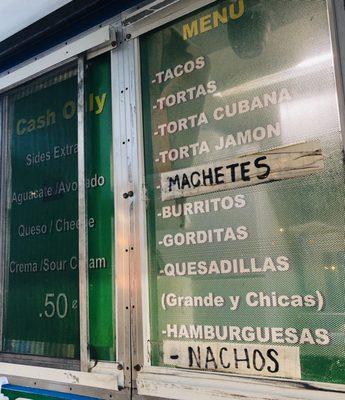 Cash Only
Sides Extra
Aguacate/Avocado
Queso / Cheese
Crema /Sour Cream
.50¢
MENU
-TACOS
-TORTAS
-TORTA CUBANA
-TORTA JAMON
MACHETES
-BURRITOS
-GORDITAS
-QUESADILLAS
(Grande y Chicas)
-HAMBURGUESAS
- NACHOS